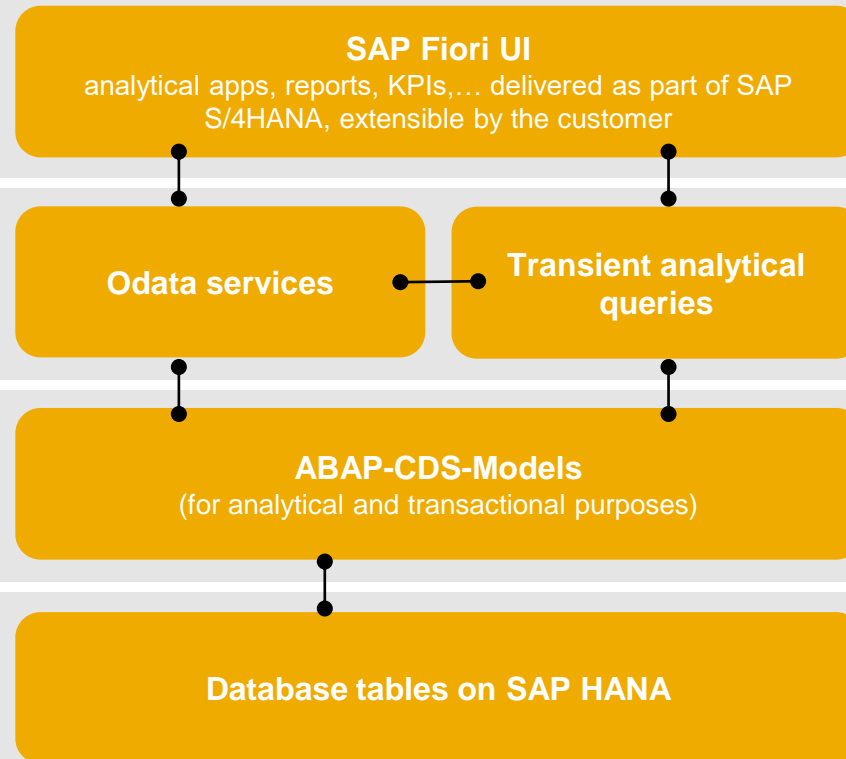 SAP Fiori UI
analytical apps, reports, KPIs,... delivered as part of SAP
S/4HANA, extensible by the customer
Odata services
Transient analytical
queries
ABAP-CDS-Models
(for analytical and transactional purposes)
Database tables on SAP HANA